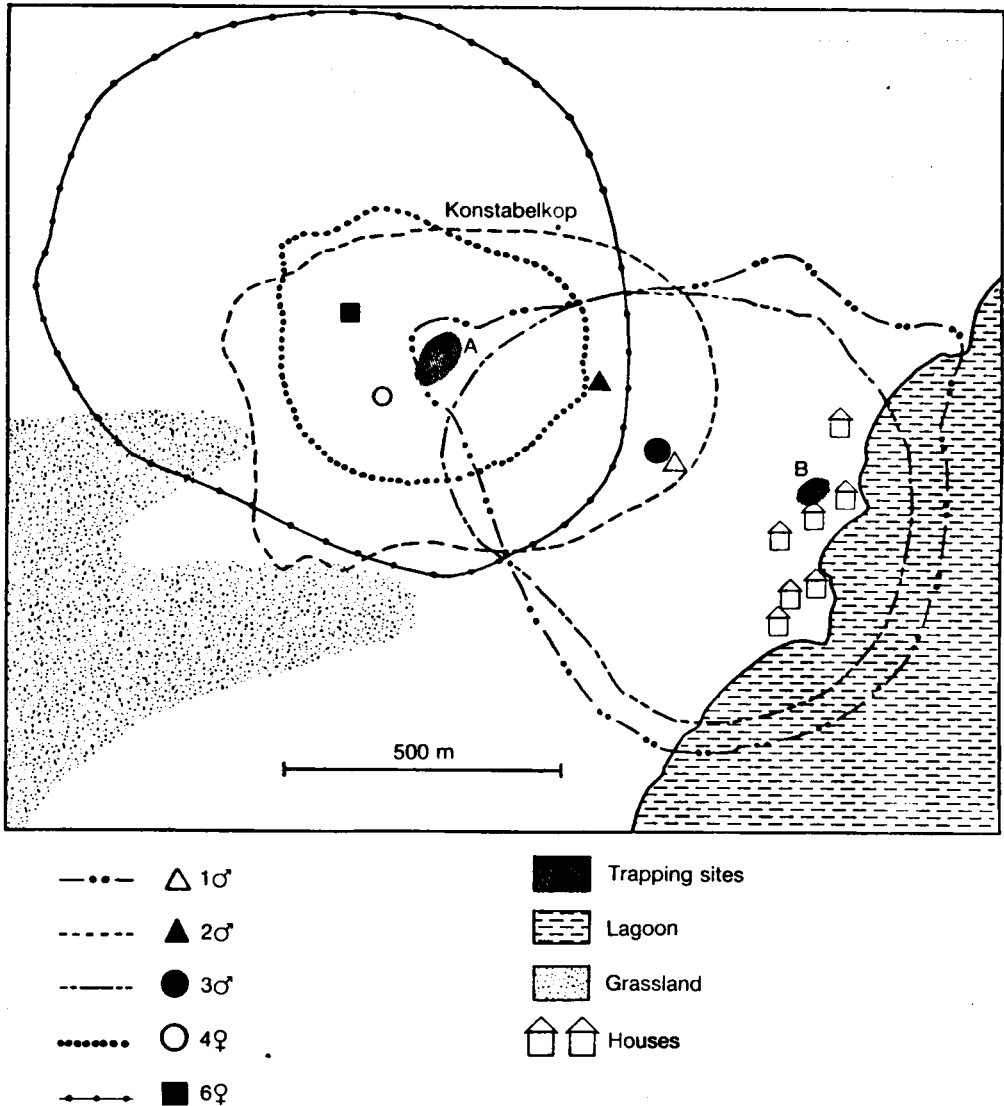 Konstabelkop
A
B
500 m
1♂
2♂
3♂
4♀
6♀
Trapping sites
Lagoon
Grassland
Houses